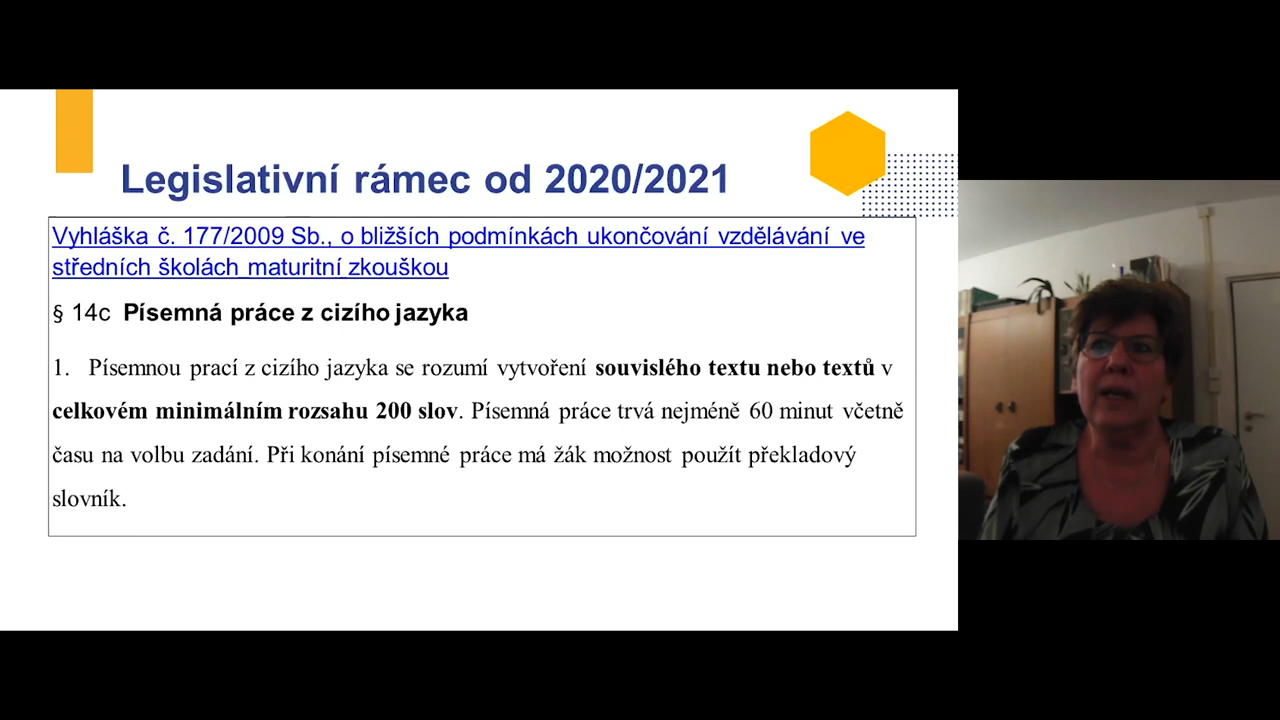 Legislativní rámec od 2020/2021
Vyhláška č. 177/2009 Sb., o bližších podmínkách ukončování vzdělávání ve
středních školách maturitní zkouškou
§ 14c Písemná práce z cizího jazyka
1. Písemnou prací z cizího jazyka se rozumí vytvoření souvislého textu nebo textů v
celkovém minimálním rozsahu 200 slov. Písemná práce trvá nejméně 60 minut včetně
času na volbu zadání. Při konání písemné práce má žák možnost použít překladový
slovník.